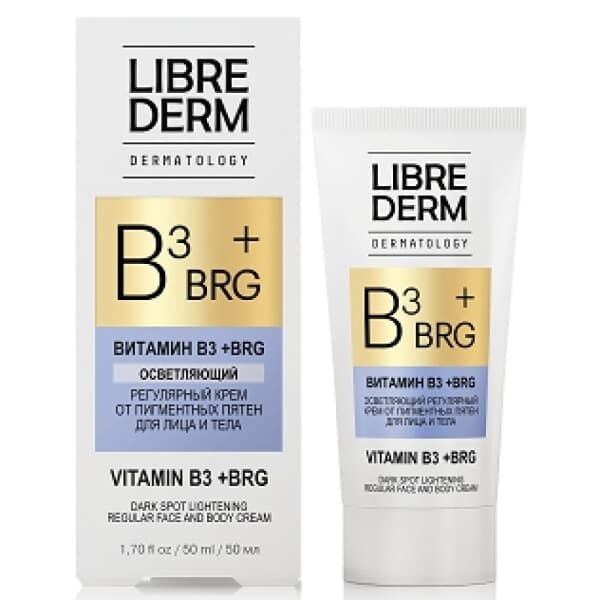 LIBRE
DERM
DERMATOLOGY
B3 +
BRG
ВИТАМИН B3 +BRG
ОСВЕТЛЯЮЩИЙ
РЕГУЛЯРНЫЙ КРЕМ
ОТ ПИГМЕНТНЫХ ПЯТЕН
ДЛЯ ЛИЦА И ТЕЛА
VITAMIN B3 +BRG
DARK SPOT LIGHTENING
REGULAR FACE AND BODY CREAM
1,70 fl oz / 50 ml / 50 мл
LIBRE
DERM
DERMATOLOGY
B3 +
BRG
ВИТАМИН B3 +BRG
ОСВЕТЛЯЮЩИЙ РЕГУЛЯРНЫЙ
КРЕМ ОТ ПИГМЕНТНЫХ ПЯТЕН
ДЛЯ ЛИЦА И ТЕЛА
VITAMIN B3 +BRG
DARK SPOT LIGHTENING
REGULAR FACE AND BODY CREAM